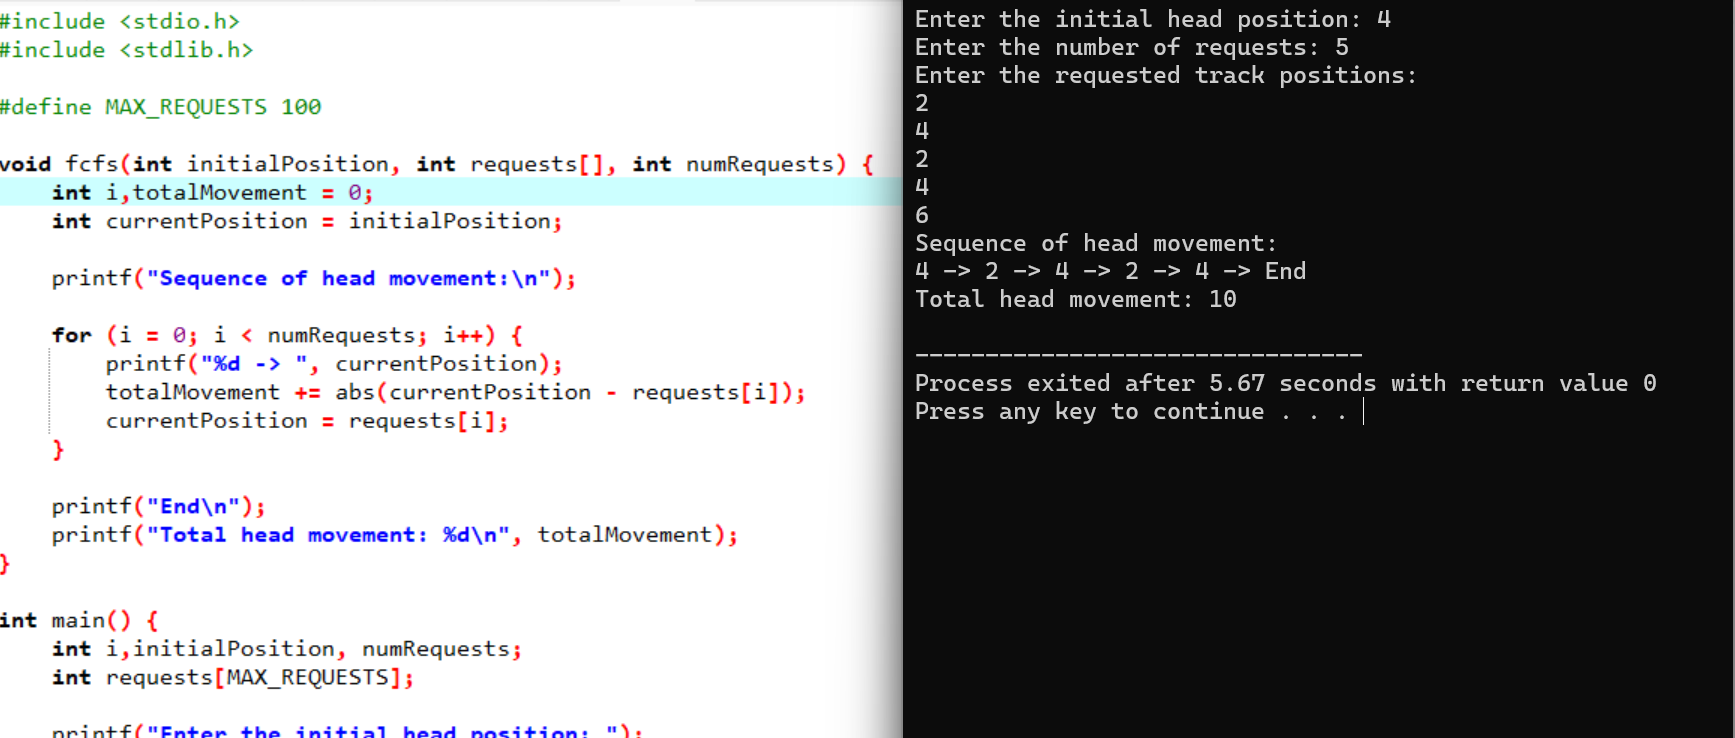 #include <stdio.h>
#include <stdlib.h>
#define MAX_REQUESTS 100
void fcfs(int initialPosition, int requests[], int numRequests) {
int i,totalMovement = 0;
int currentPosition = initialPosition;
printf("Sequence of head movement:\n");
for (i = 0; i < numRequests; i++) {
printf("%d -> ", currentPosition);
totalMovement += abs(currentPosition - requests[i]);
currentPosition = requests[i];
}
printf("End\n");
printf("Total head movement: %d\n", totalMovement);
}
int main() {
int i,initialPosition, numRequests;
int requests[MAX_REQUESTS];
printf("Enter the initial head position: ");
Enter the initial head position: 4
Enter the number of requests: 5
Enter the requested track positions:
2
4
2
4
6
Sequence of head movement:
4 -> 2 -> 4 -> 2 -> 4 -> End
Total head movement: 10
--------------------------------
Process exited after 5.67 seconds with return value 0
Press any key to continue . . .